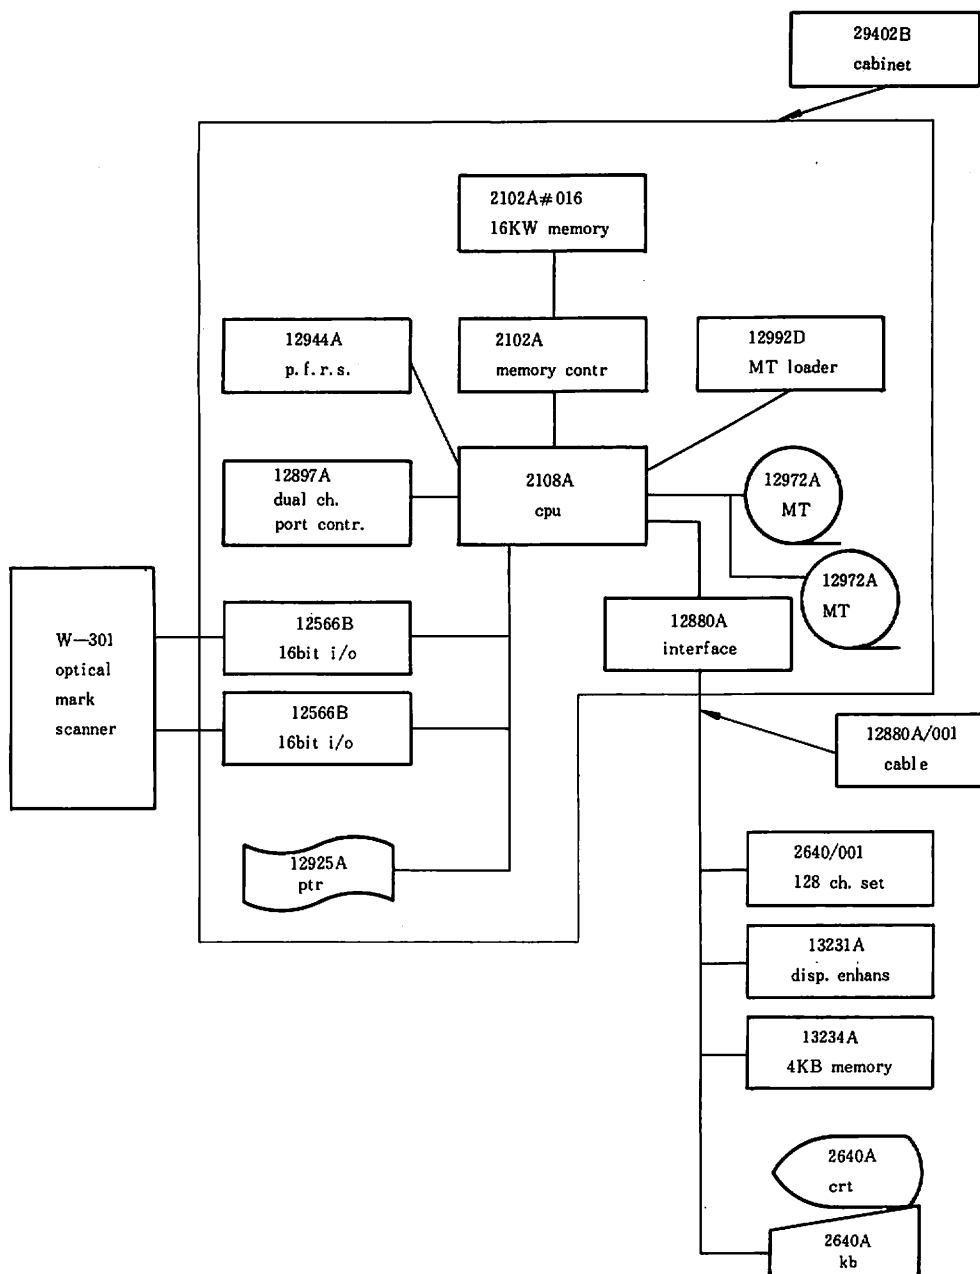 29402B
cabinet
2102A#016
16KW memory
12944A
p.f.r.s.
2102A
memory contr
12992D
MT loader
12897A
dual ch.
port contr.
2108A
cpu
12972A
MT
12972A
MT
W—301
optical
mark
scanner
12566B
16bit i/o
12880A
interface
12566B
16bit i/o
12880A/001
cable
12925A
ptr
2640/001
128 ch. set
13231A
disp. enhans
13234A
4KB memory
2640A
crt
2640A
kb